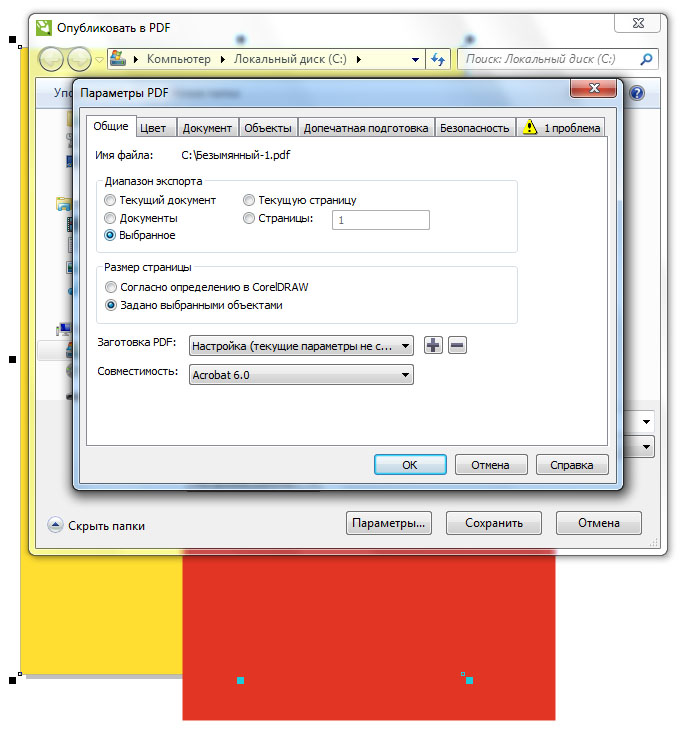 Опубликовать в PDF
Компьютер Локальный диск (C:)
Поиск: Локальный диск (C:)
Параметры PDF
Общие Цвет Документ Объекты Допечатная подготовка Безопасность 1 проблема
Имя файла: C:\Безымянный-1.pdf
Диапазон экспорта
Текущий документ Текущую страницу
Документы Страницы: 1
Выбранное
Размер страницы
Согласно определению в CorelDRAW
Задано выбранными объектами
Заготовка PDF: Настройка (текущие параметры не с...
Совместимость: Acrobat 6.0
ОК Отмена Справка
Скрыть папки Параметры... Сохранить Отмена